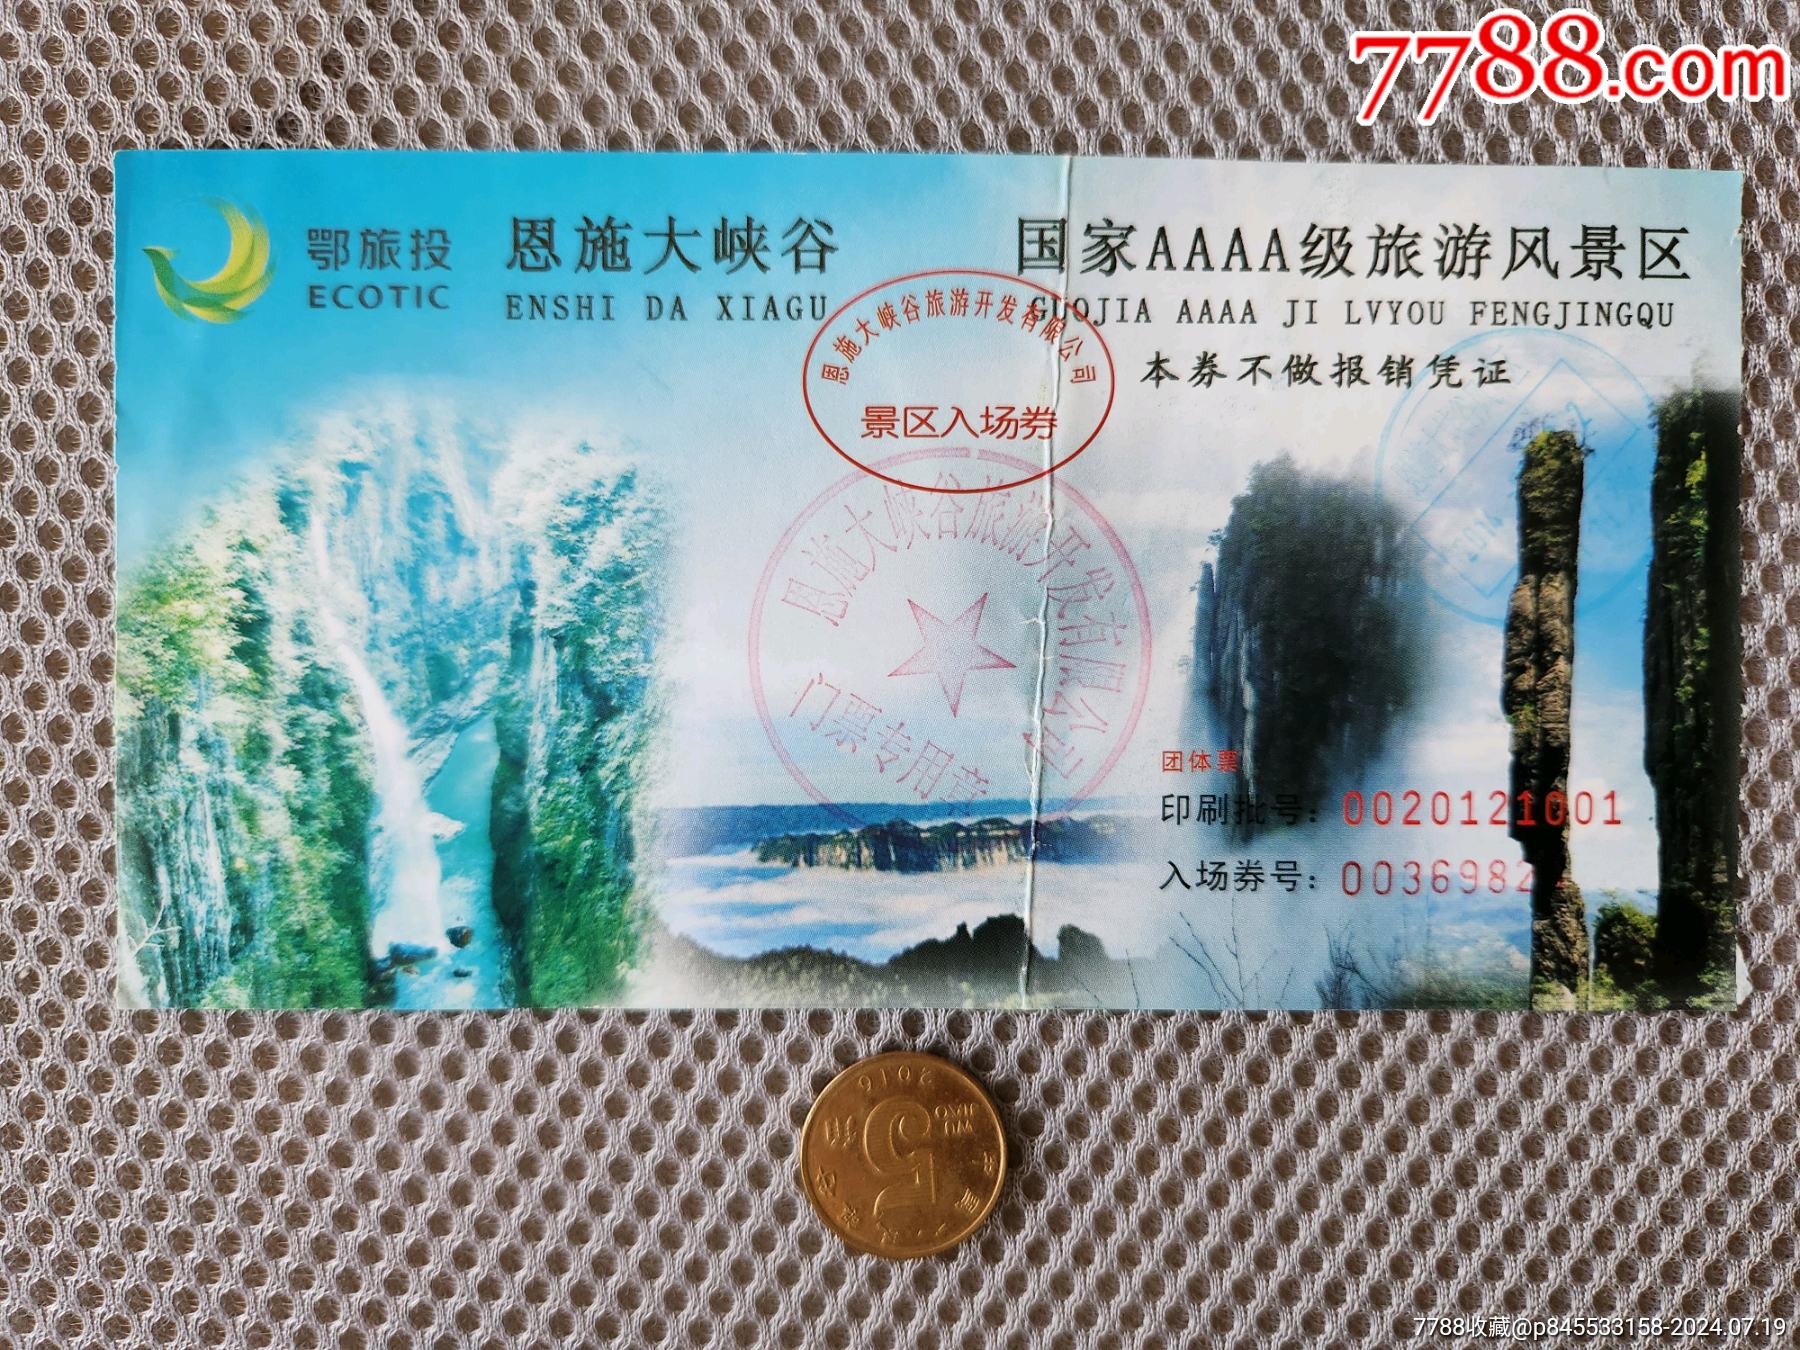 7788.com
鄂旅投
ECOTIC
恩施大峡谷
ENSHI DA XIAGU
国家AAAA级旅游风景区
GUOJIA AAAA JI LVYOU FENGJINGQU
本券不做报销凭证
恩施大峡谷旅游开发有限公司
景区入场券
恩施大峡谷旅游开发有限公司
门票专用章
团体票
印刷批号：0020121001
入场券号：0036982
2016
5
WU JIAO
7788收藏@p845533158-2024.07.19